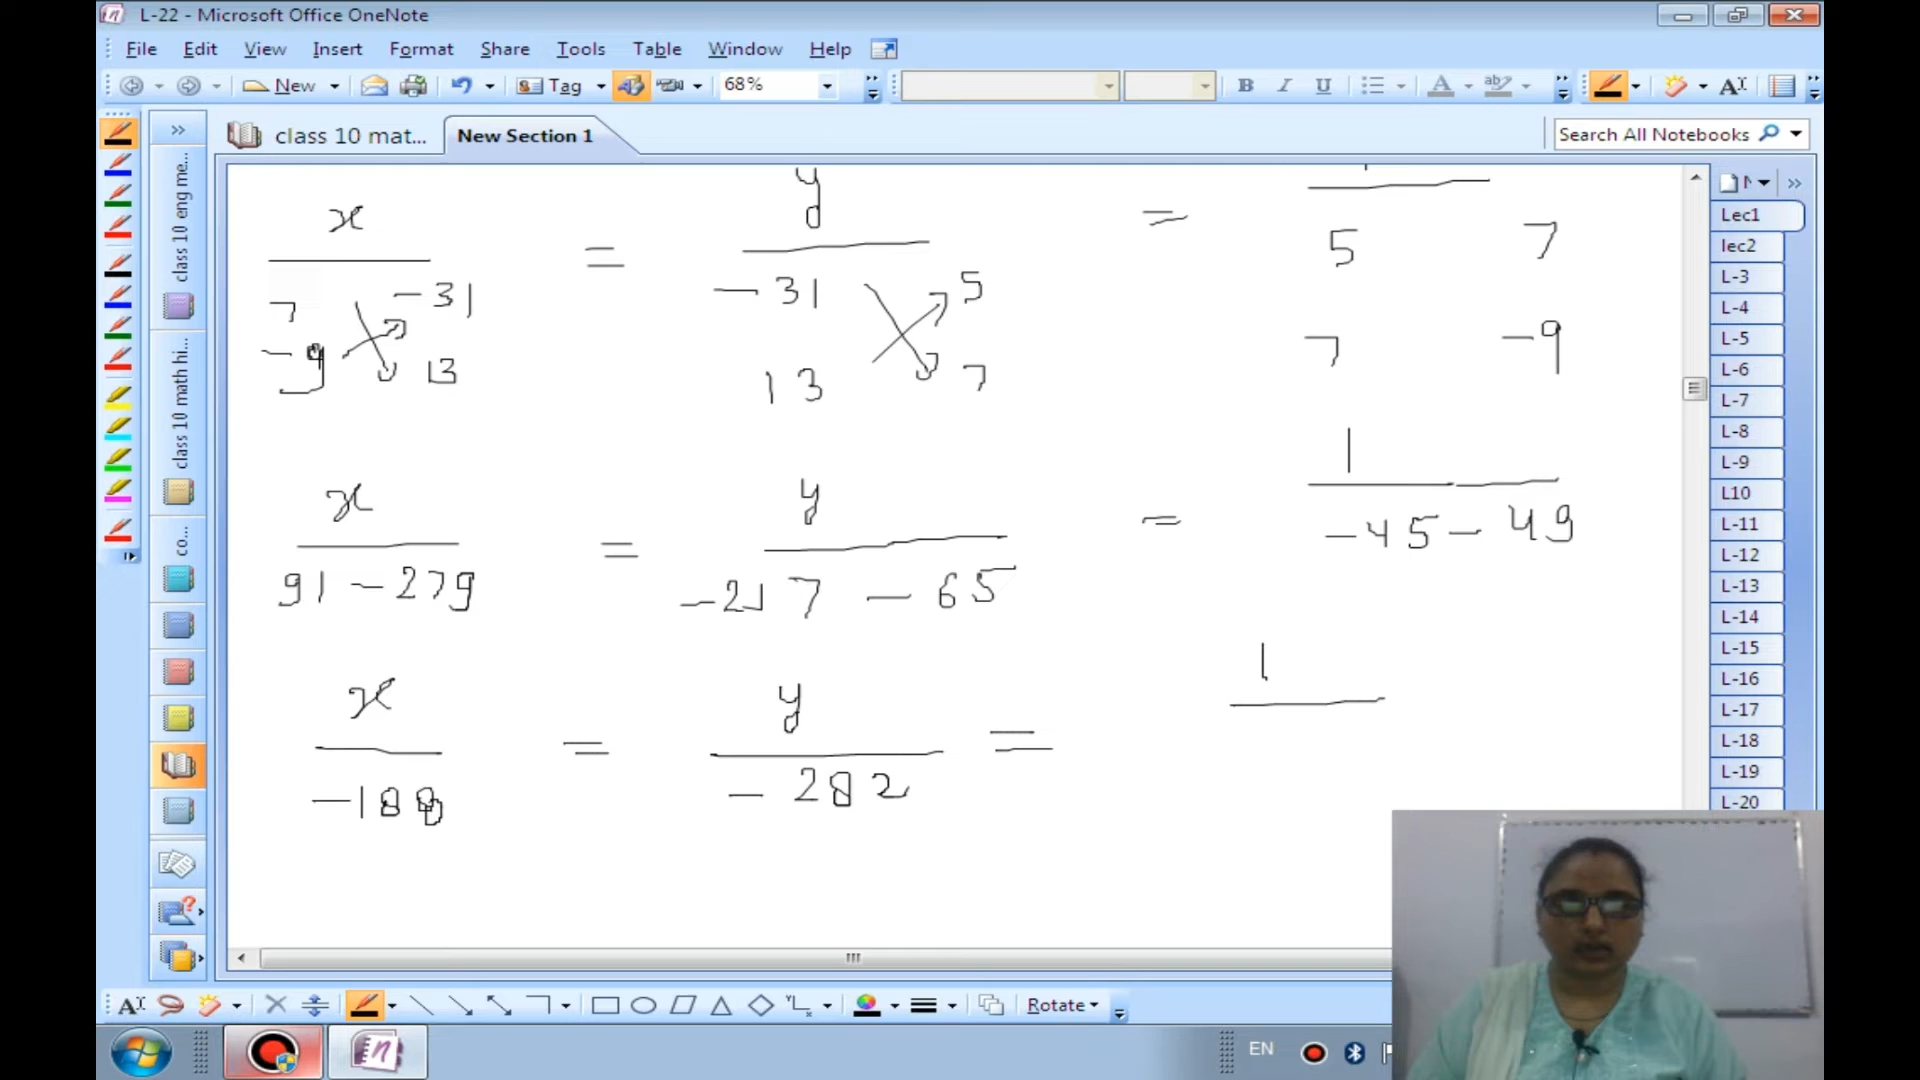 L-22 - Microsoft Office OneNote
File Edit View Insert Format Share Tools Table Window Help
New Tag 68% B I U
class 10 mat... New Section 1 Search All Notebooks
class 10 eng me...
class 10 math hi...
co...
x = y =
7 -31 -31 5 5 7
-9 13 13 7 7 -9
x = y = 1
91 - 279 -217 - 65 -45 - 49
x = y = 1
-188 -282
Lec1
lec2
L-3
L-4
L-5
L-6
L-7
L-8
L-9
L10
L-11
L-12
L-13
L-14
L-15
L-16
L-17
L-18
L-19
L-20
Rotate
EN